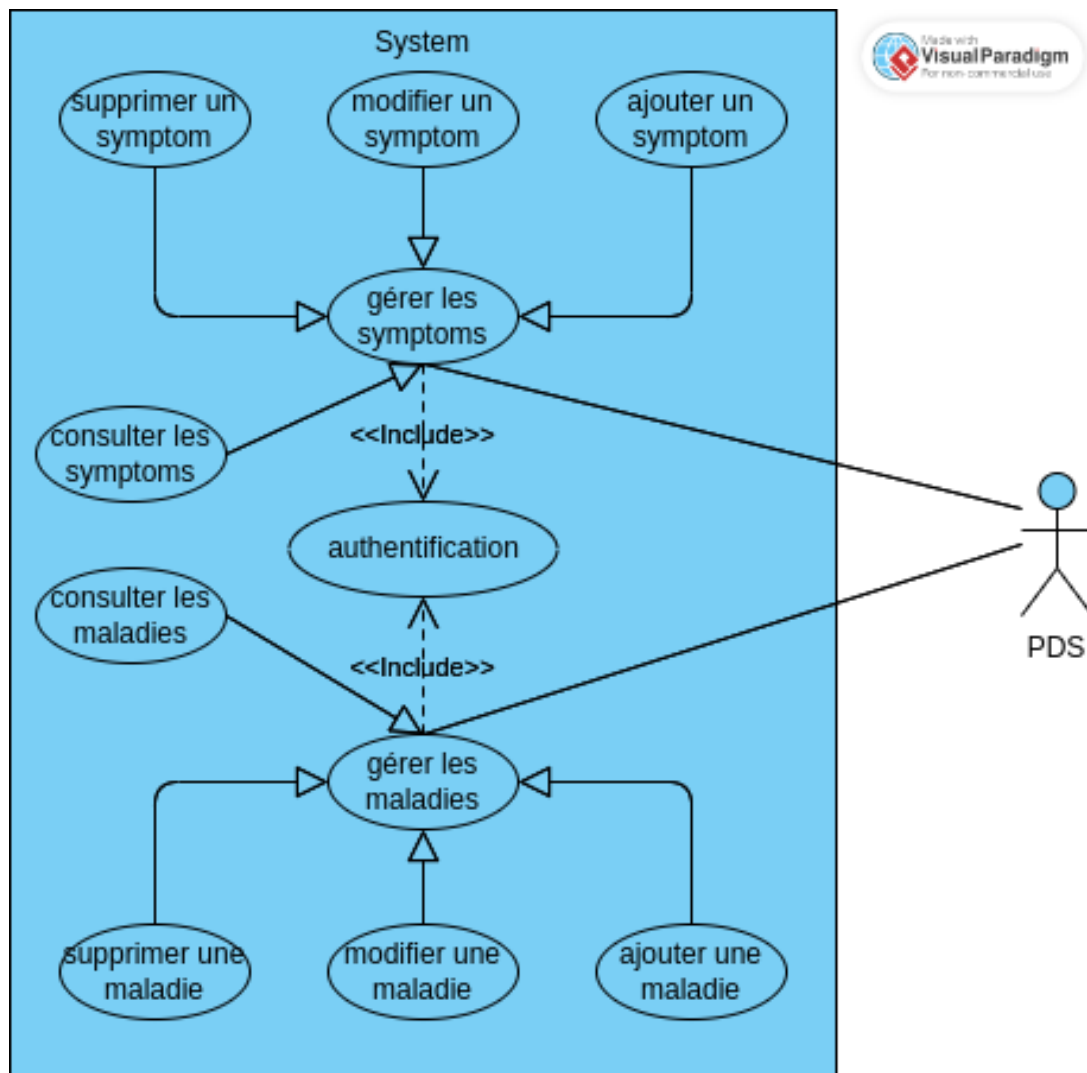 System
Made with
Visual Paradigm
For non-commercial use
supprimer un
symptom
modifier un
symptom
ajouter un
symptom
gérer les
symptoms
consulter les
symptoms
<<Include>>
authentification
consulter les
maladies
<<Include>>
PDS
gérer les
maladies
supprimer une
maladie
modifier une
maladie
ajouter une
maladie